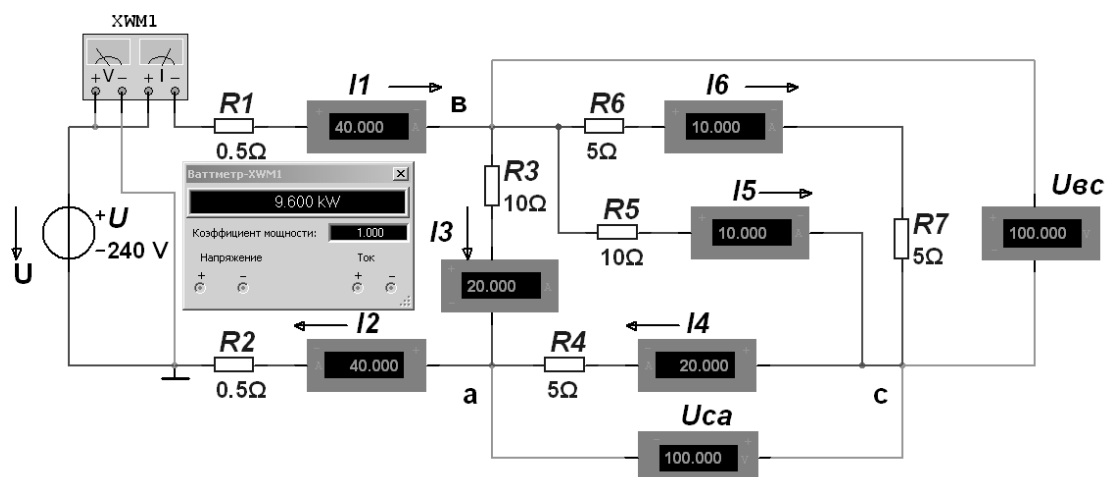 XWM1
+ V − + I −
R1
0.5Ω
I1
40.000
A
B
R6
5Ω
I6
10.000
A
R3
10Ω
I3
20.000
A
R5
10Ω
I5
10.000
A
R7
5Ω
Uвс
100.000
V
U
+ U
−240 V
Ваттметр-XWM1
9.600 kW
Коэффициент мощности:
1.000
Напряжение
Ток
+ − + −
R2
0.5Ω
I2
40.000
A
a
R4
5Ω
I4
20.000
A
c
Uca
100.000
V